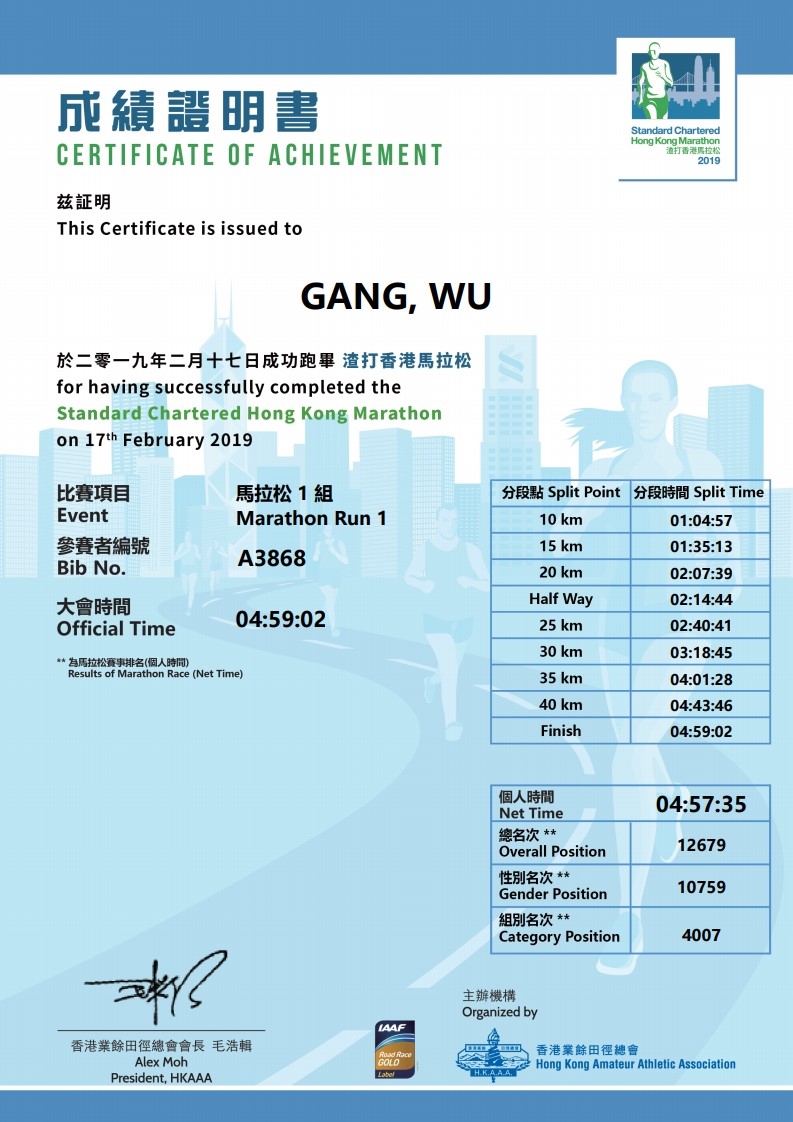 成績證明書
CERTIFICATE OF ACHIEVEMENT
Standard Chartered
Hong Kong Marathon
渣打香港馬拉松
2019
兹証明
This Certificate is issued to
GANG, WU
於二零一九年二月十七日成功跑畢 渣打香港馬拉松
for having successfully completed the
Standard Chartered Hong Kong Marathon
on 17th February 2019
比賽項目 馬拉松 1 組
Event Marathon Run 1
參賽者編號
Bib No. A3868
大會時間
Official Time 04:59:02
** 為馬拉松賽事排名(個人時間)
Results of Marathon Race (Net Time)
分段點 Split Point 分段時間 Split Time
10 km 01:04:57
15 km 01:35:13
20 km 02:07:39
Half Way 02:14:44
25 km 02:40:41
30 km 03:18:45
35 km 04:01:28
40 km 04:43:46
Finish 04:59:02
個人時間
Net Time 04:57:35
總名次 **
Overall Position 12679
性別名次 **
Gender Position 10759
組別名次 **
Category Position 4007
香港業餘田徑總會會長 毛浩輯
Alex Moh
President, HKAAA
IAAF
Road Race
GOLD
Label
主辦機構
Organized by
H.K.A.A.A.
香港業餘田徑總會
Hong Kong Amateur Athletic Association